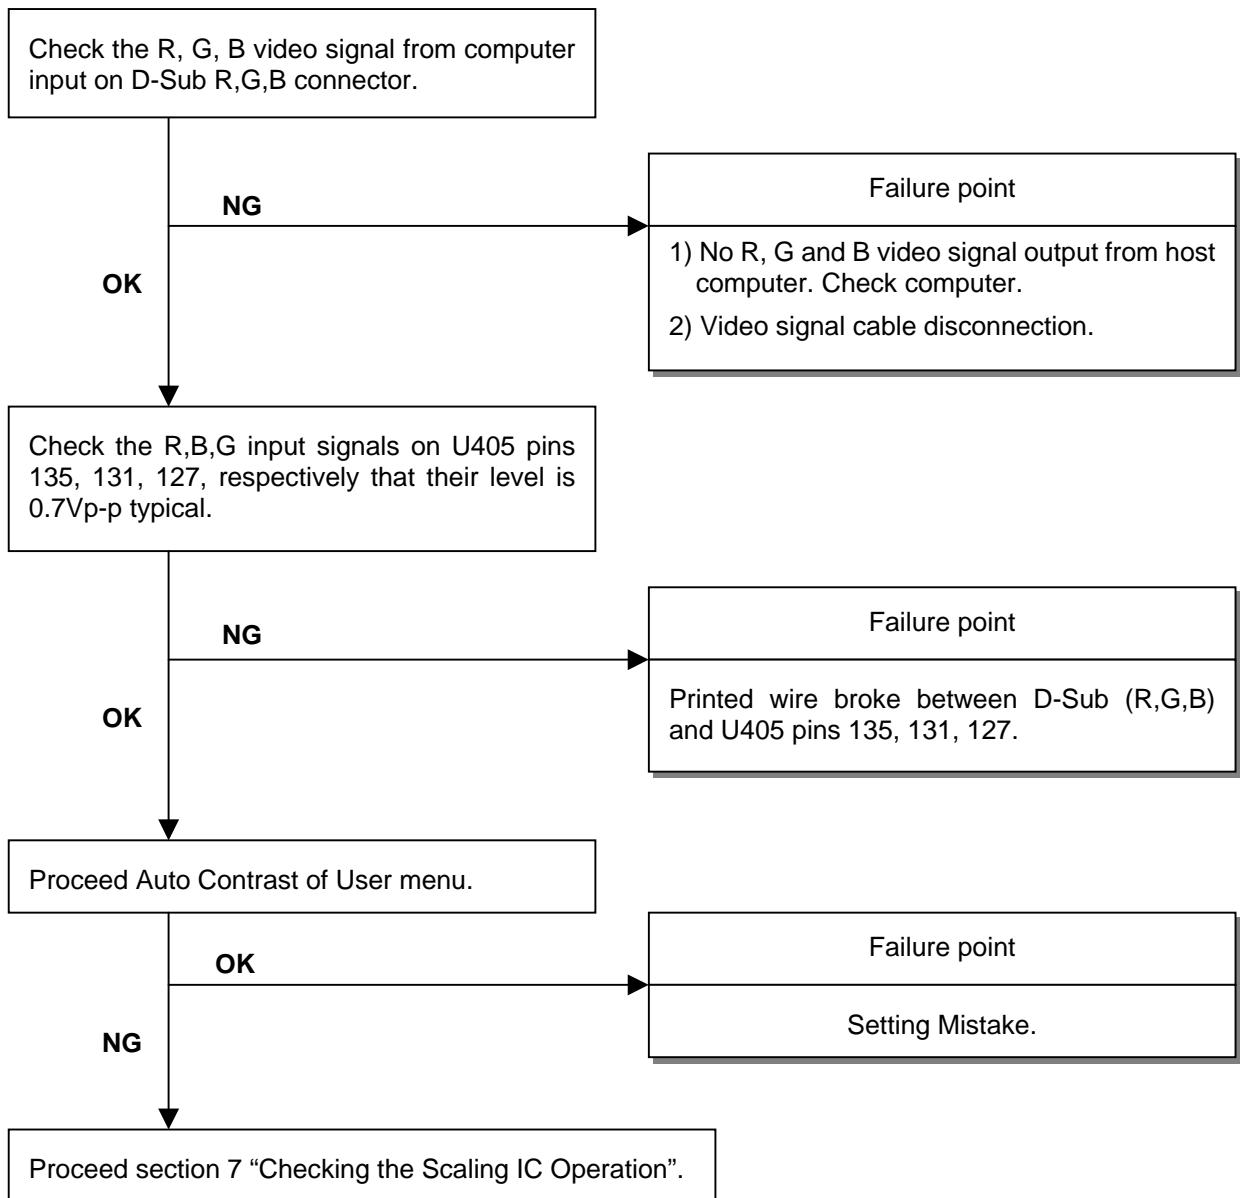 Check the R, G, B video signal from computer
input on D-Sub R,G,B connector.
NG
Failure point
1) No R, G and B video signal output from host
computer. Check computer.
2) Video signal cable disconnection.
OK
Check the R,B,G input signals on U405 pins
135, 131, 127, respectively that their level is
0.7Vp-p typical.
NG
Failure point
Printed wire broke between D-Sub (R,G,B)
and U405 pins 135, 131, 127.
OK
Proceed Auto Contrast of User menu.
OK
Failure point
Setting Mistake.
NG
Proceed section 7 “Checking the Scaling IC Operation”.